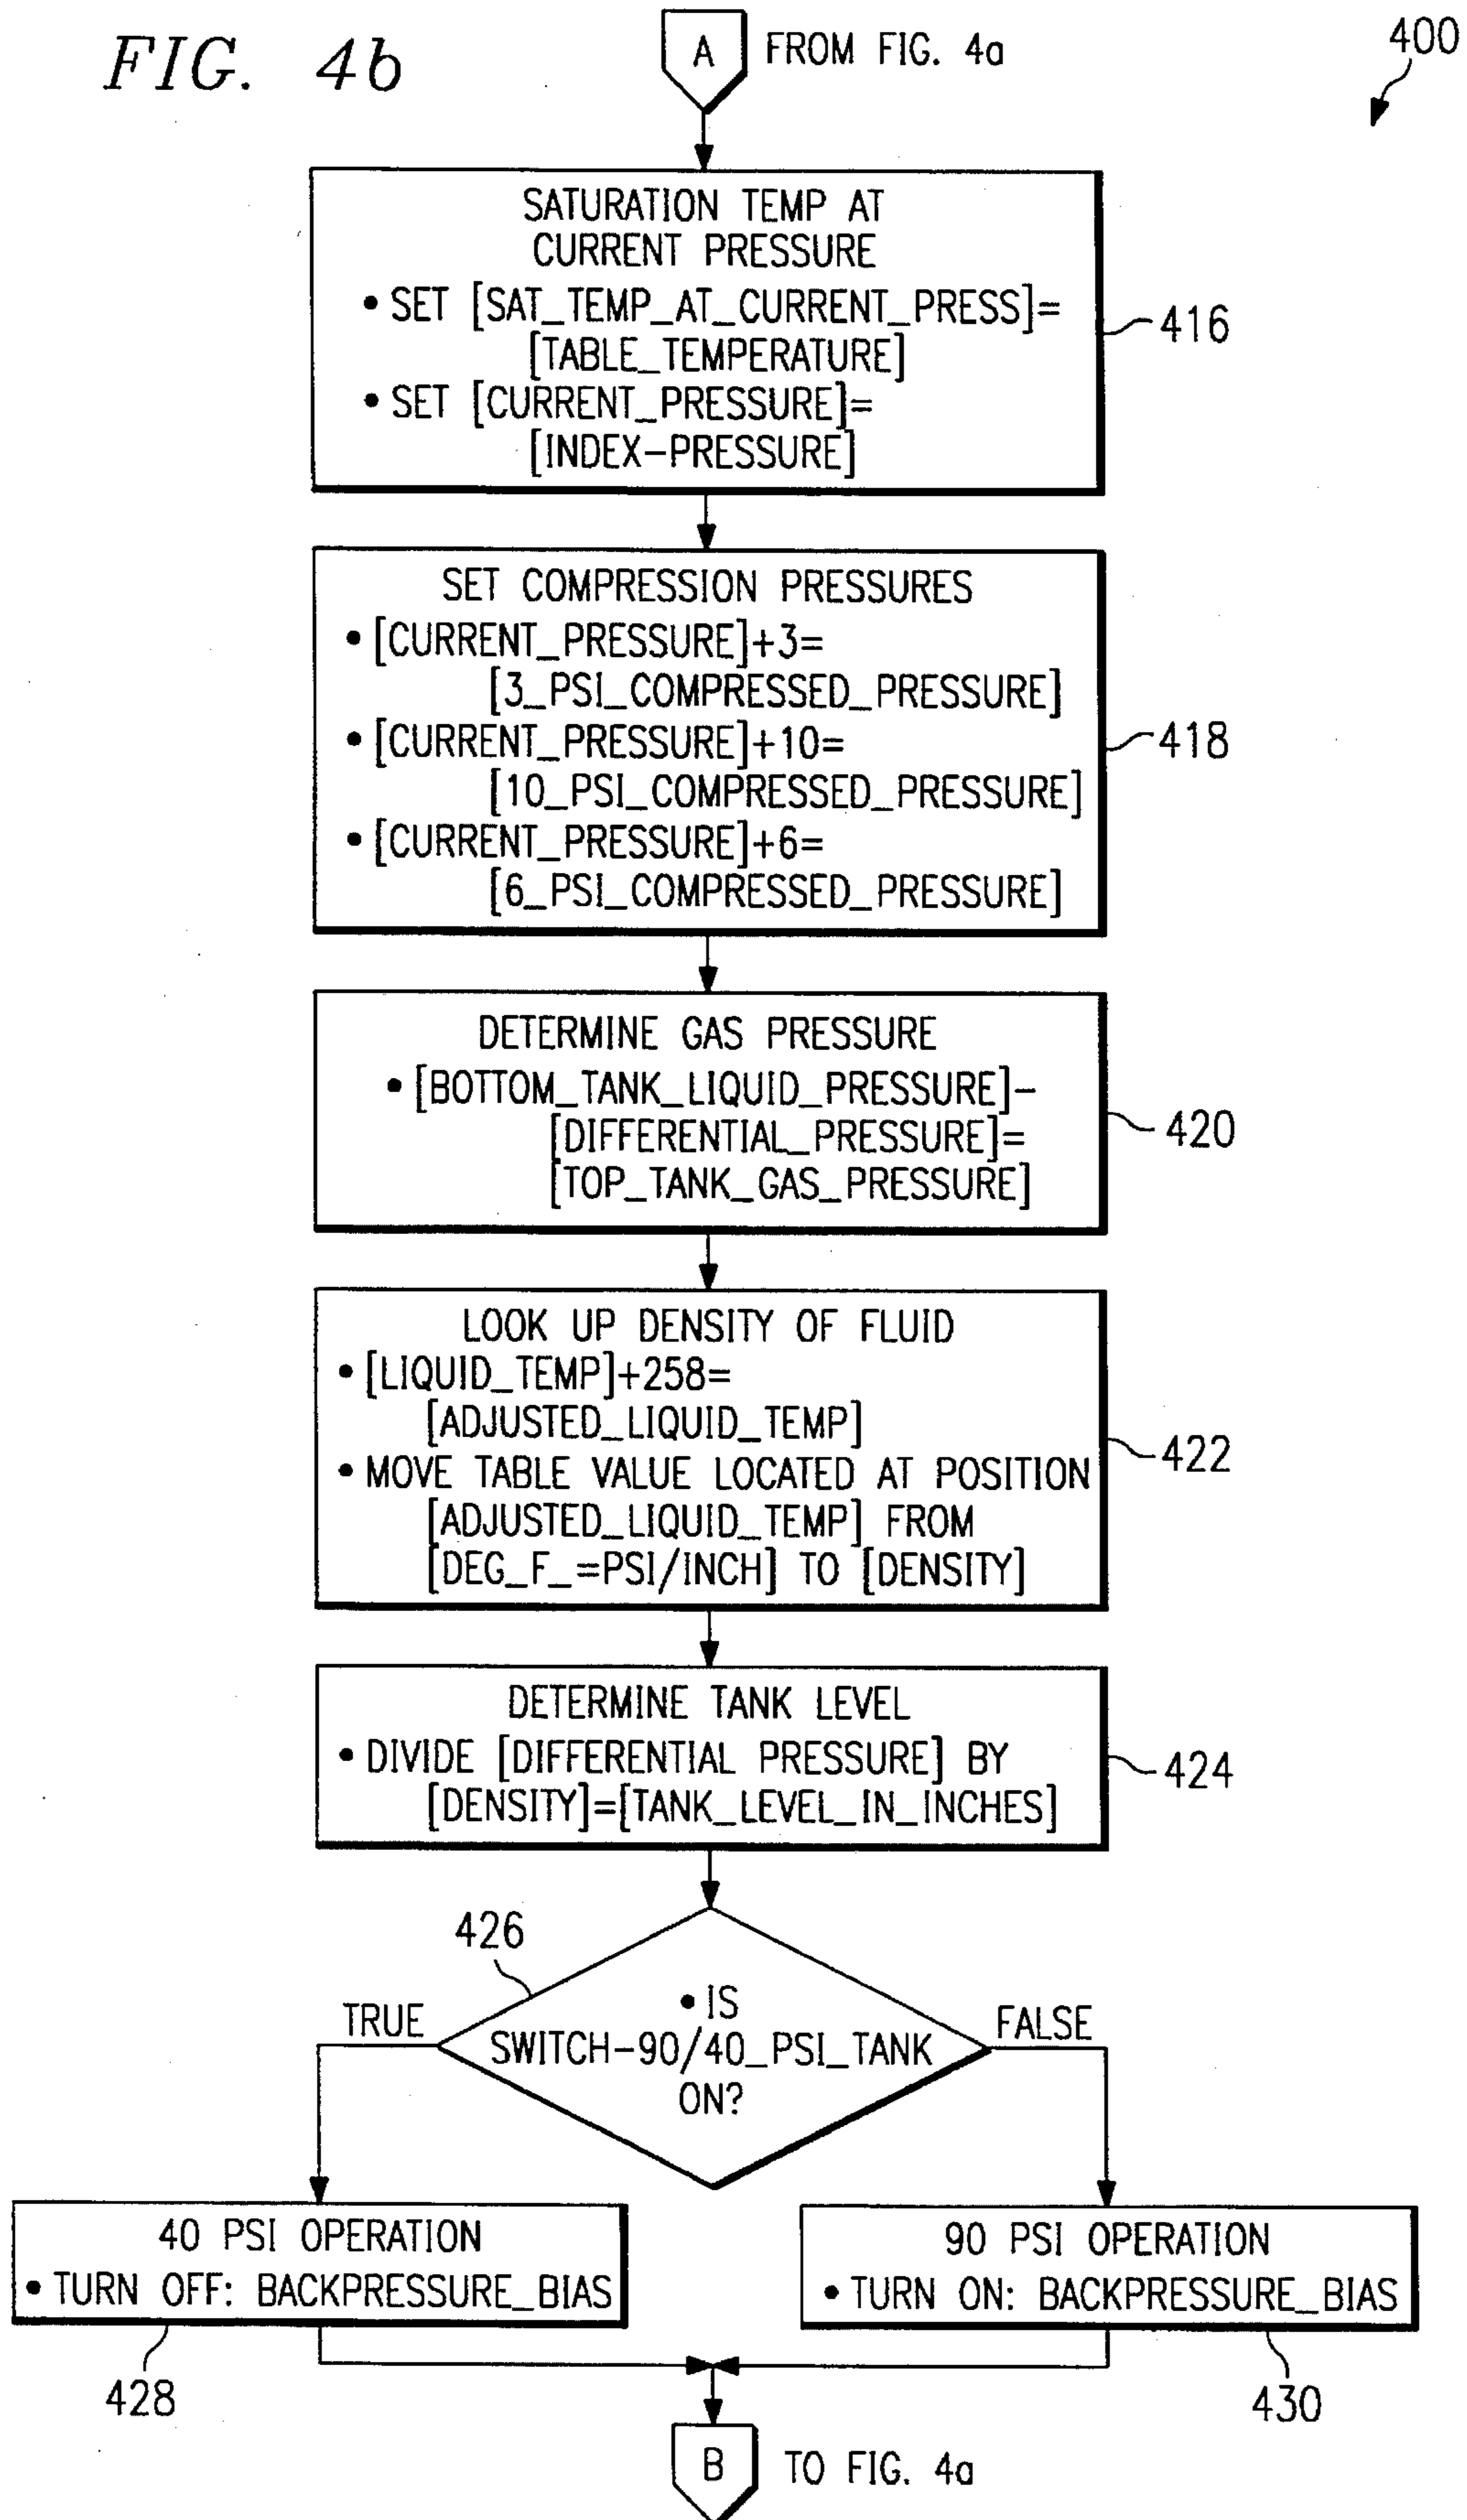 FIG. 4b
A FROM FIG. 4a
400
SATURATION TEMP AT
CURRENT PRESSURE
• SET [SAT_TEMP_AT_CURRENT_PRESS]=
[TABLE_TEMPERATURE]
• SET [CURRENT_PRESSURE]=
[INDEX-PRESSURE]
416
SET COMPRESSION PRESSURES
• [CURRENT_PRESSURE]+3=
[3_PSI_COMPRESSED_PRESSURE]
• [CURRENT_PRESSURE]+10=
[10_PSI_COMPRESSED_PRESSURE]
• [CURRENT_PRESSURE]+6=
[6_PSI_COMPRESSED_PRESSURE]
418
DETERMINE GAS PRESSURE
• [BOTTOM_TANK_LIQUID_PRESSURE]-
[DIFFERENTIAL_PRESSURE]=
[TOP_TANK_GAS_PRESSURE]
420
LOOK UP DENSITY OF FLUID
• [LIQUID_TEMP]+258=
[ADJUSTED_LIQUID_TEMP]
• MOVE TABLE VALUE LOCATED AT POSITION
[ADJUSTED_LIQUID_TEMP] FROM
[DEG_F_=PSI/INCH] TO [DENSITY]
422
DETERMINE TANK LEVEL
• DIVIDE [DIFFERENTIAL PRESSURE] BY
[DENSITY]=[TANK_LEVEL_IN_INCHES]
424
426
• IS
SWITCH-90/40_PSI_TANK
ON?
TRUE
FALSE
40 PSI OPERATION
• TURN OFF: BACKPRESSURE_BIAS
428
90 PSI OPERATION
• TURN ON: BACKPRESSURE_BIAS
430
B TO FIG. 4a